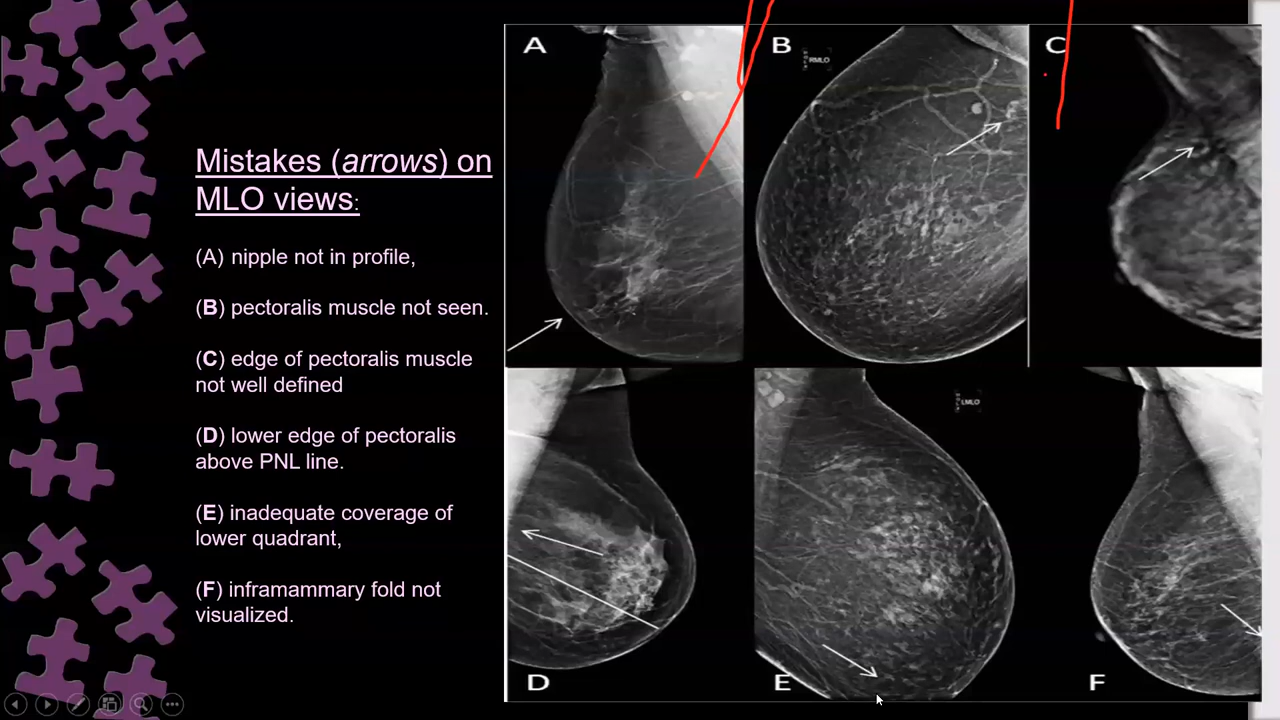 Mistakes (arrows) on
MLO views:
(A) nipple not in profile,
(B) pectoralis muscle not seen.
(C) edge of pectoralis muscle
not well defined
(D) lower edge of pectoralis
above PNL line.
(E) inadequate coverage of
lower quadrant,
(F) inframammary fold not
visualized.
A
B
RMLO
C
D
E
LMLO
F